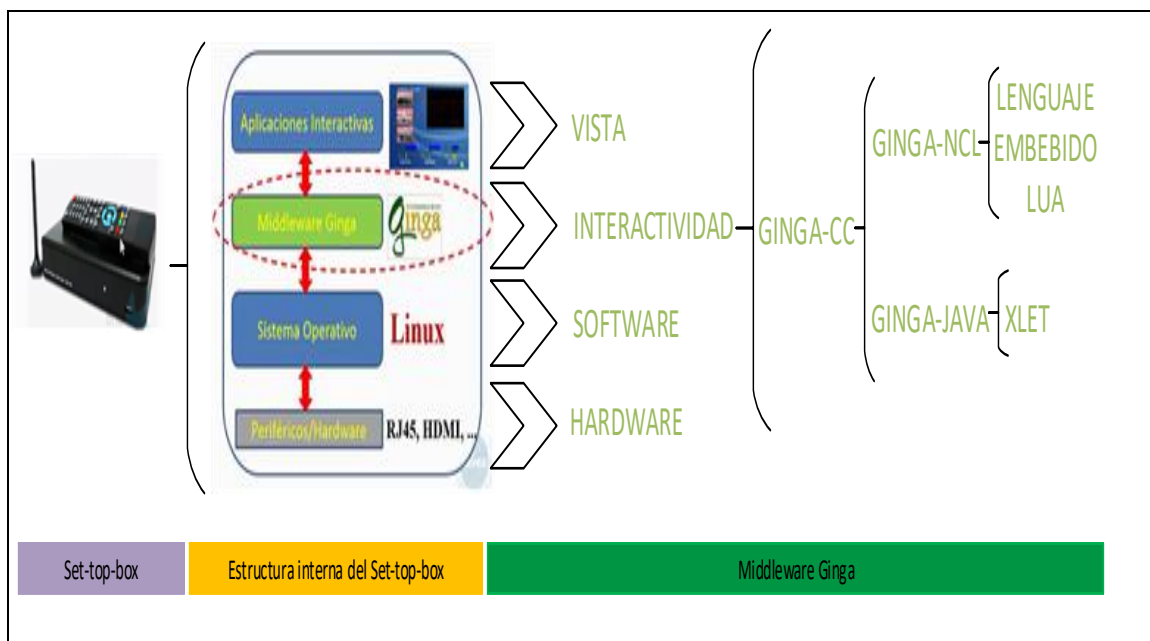 Aplicaciones Interactivas
Middleware Ginga
ginga
Sistema Operativo
Linux
Periféricos/Hardware
RJ45, HDMI, ...
VISTA
INTERACTIVIDAD
SOFTWARE
HARDWARE
GINGA-CC
GINGA-NCL
LENGUAJE
EMBEBIDO
LUA
GINGA-JAVA
XLET
Set-top-box
Estructura interna del Set-top-box
Middleware Ginga